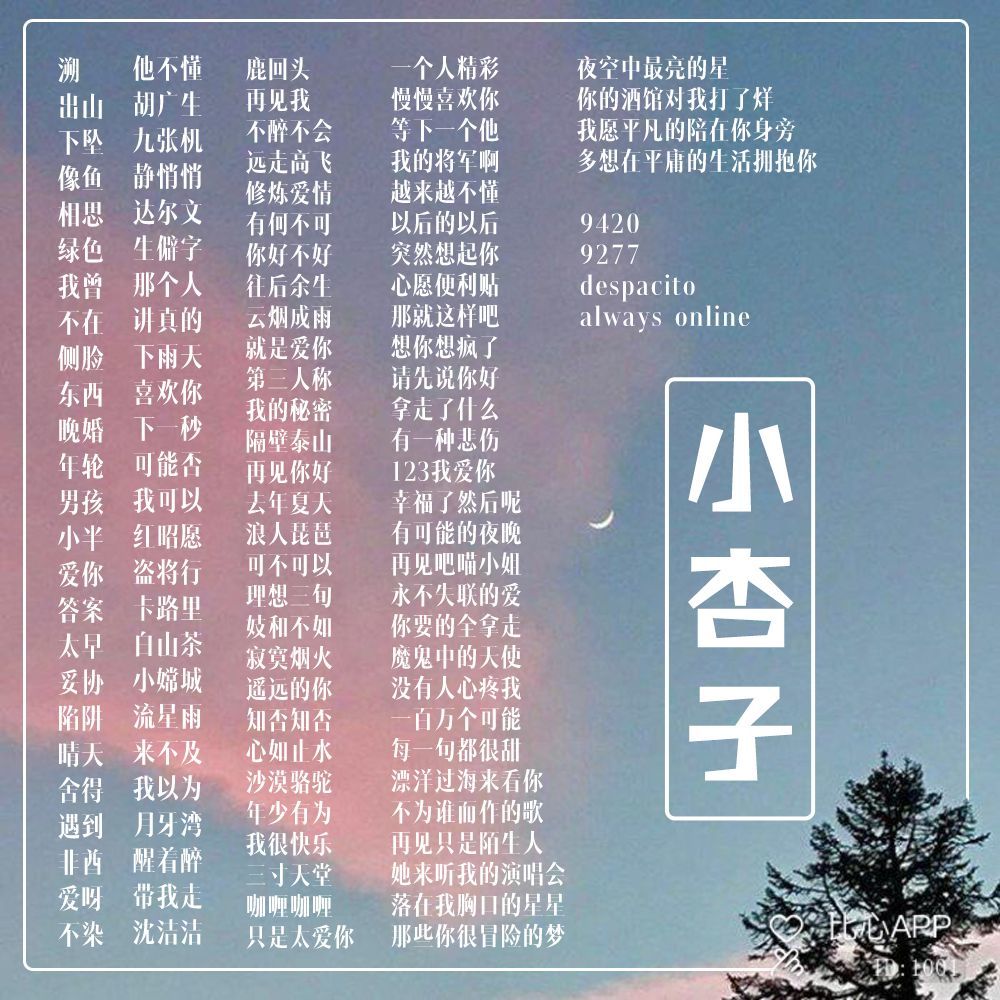 溯
出山
下坠
像鱼
相思
绿色
我曾
不在
侧脸
东西
晚婚
年轮
男孩
小半
爱你
答案
太早
妥协
陷阱
晴天
舍得
遇到
非酋
爱呀
不染
他不懂
胡广生
九张机
静悄悄
达尔文
生僻字
那个人
讲真的
下雨天
喜欢你
下一秒
可能否
我可以
红昭愿
盗将行
卡路里
白山茶
小嫦城
流星雨
来不及
我以为
月牙湾
醒着醉
带我走
沈洁洁
鹿回头
再见我
不醉不会
远走高飞
修炼爱情
有何不可
你好不好
往后余生
云烟成雨
就是爱你
第三人称
我的秘密
隔壁泰山
再见你好
去年夏天
浪人琵琶
可不可以
理想三旬
妓和不如
寂寞烟火
遥远的你
知否知否
心如止水
沙漠骆驼
年少有为
我很快乐
三寸天堂
咖喱咖喱
只是太爱你
一个人精彩
慢慢喜欢你
等下一个他
我的将军啊
越来越不懂
以后的以后
突然想起你
心愿便利贴
那就这样吧
想你想疯了
请先说你好
拿走了什么
有一种悲伤
123我爱你
幸福了然后呢
有可能的夜晚
再见吧喵小姐
永不失联的爱
你要的全拿走
魔鬼中的天使
没有人心疼我
一百万个可能
每一句都很甜
漂洋过海来看你
不为谁而作的歌
再见只是陌生人
她来听我的演唱会
落在我胸口的星星
那些你很冒险的梦
夜空中最亮的星
你的酒馆对我打了烊
我愿平凡的陪在你身旁
多想在平庸的生活拥抱你
9420
9277
despacito
always online
小杏子
比心APP
ID:1001